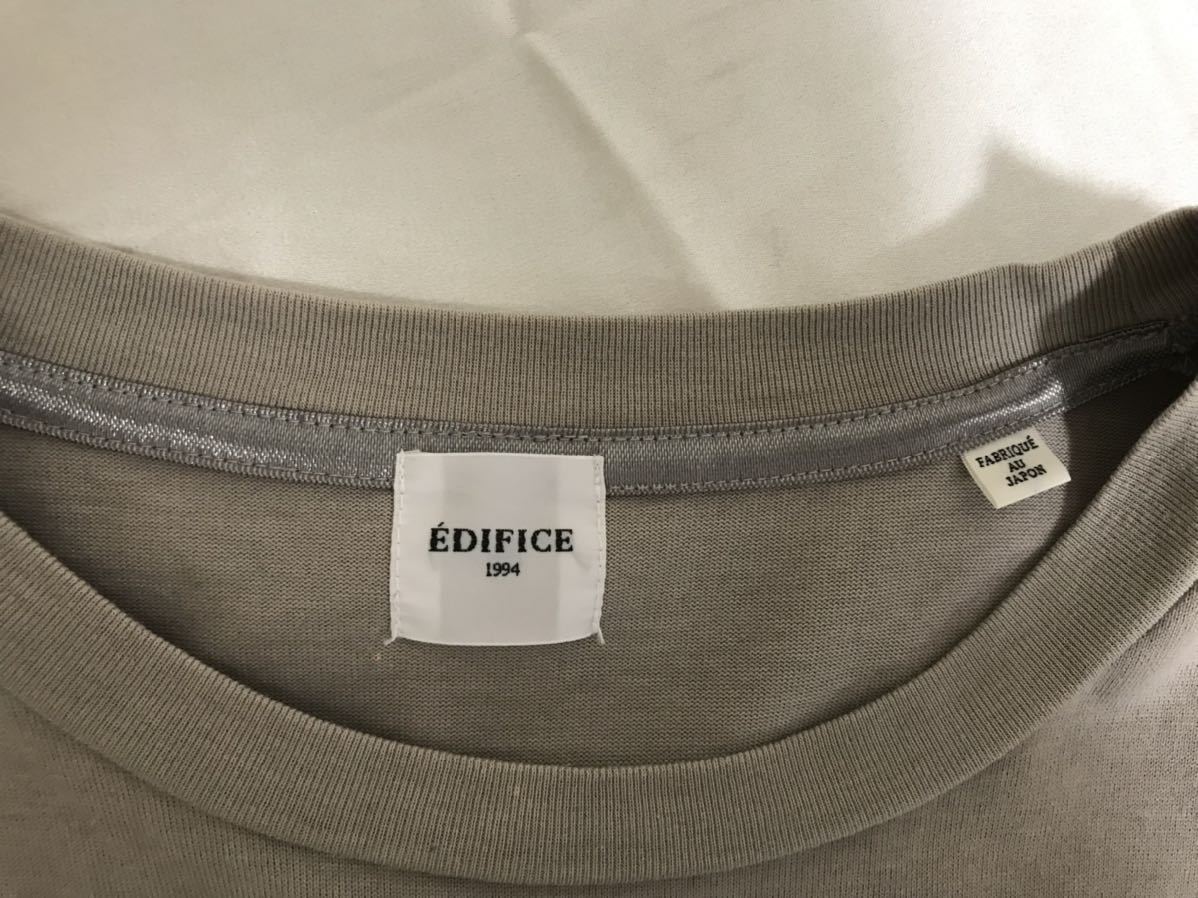 ÉDIFICE
1994
FABRIQUÉ
AU
JAPON